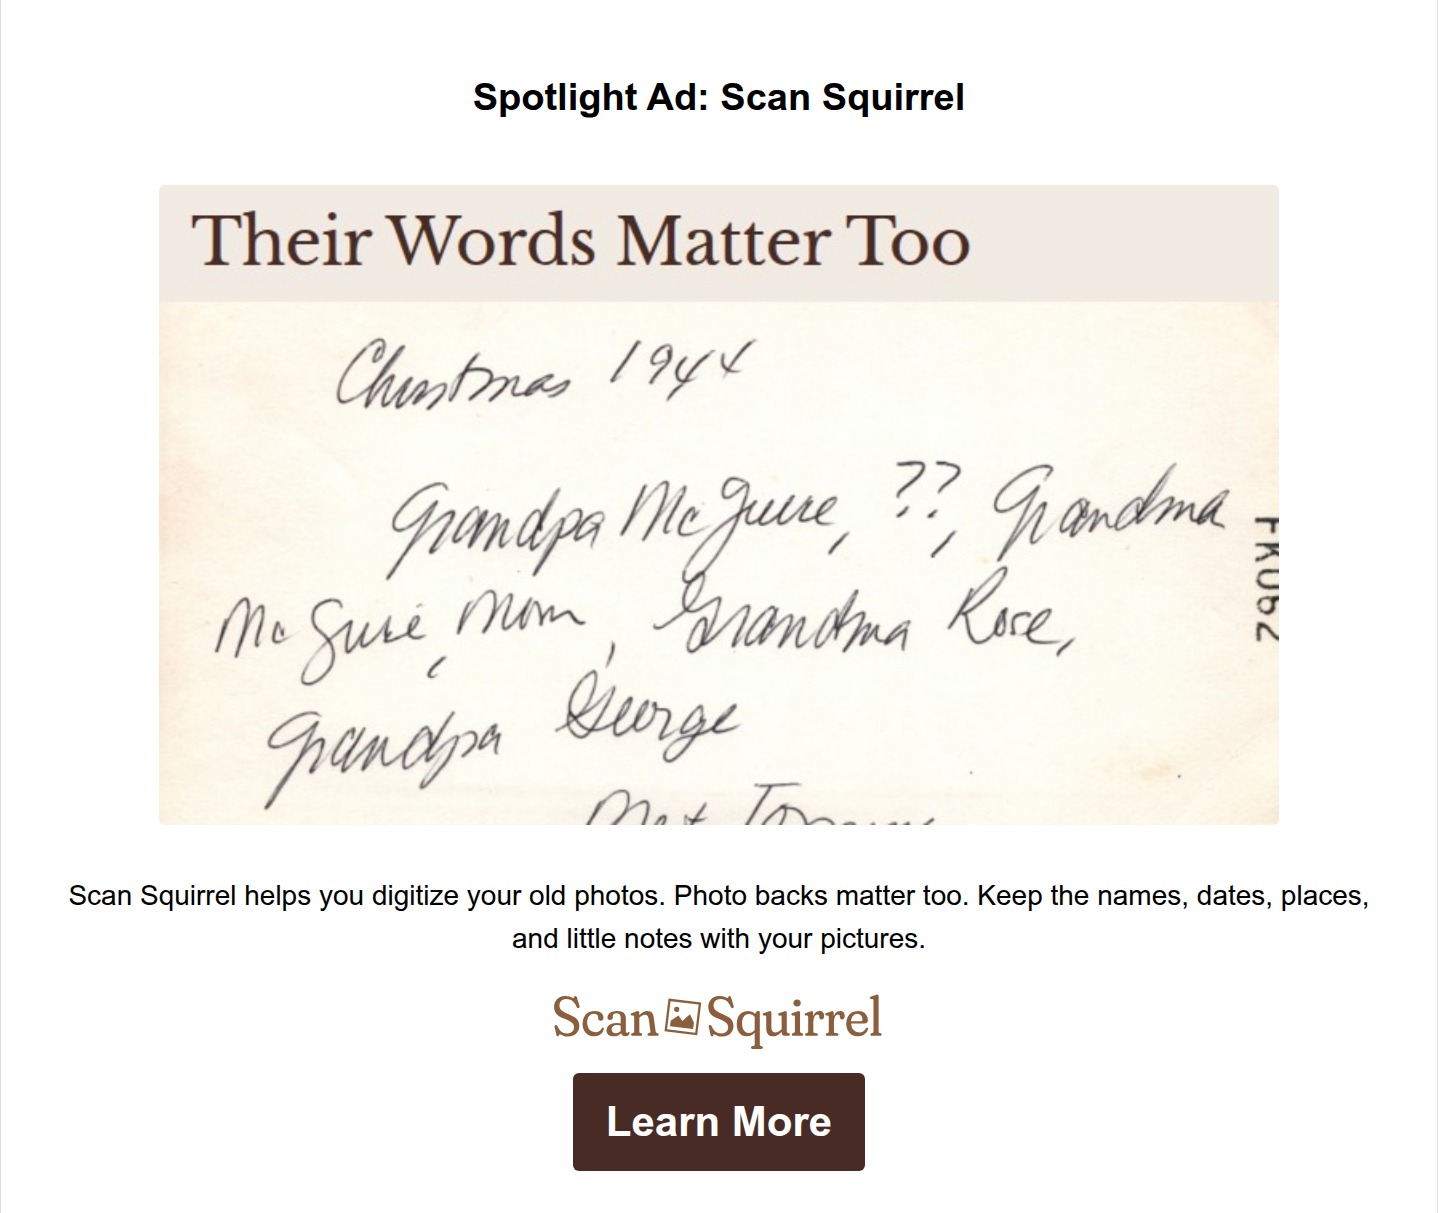 Spotlight Ad: Scan Squirrel
Their Words Matter Too
Christmas 1944
Grandpa McGuire, ??, Grandma
McGuire, Mom, Grandma Rose,
Grandpa George
FK062
Scan Squirrel helps you digitize your old photos. Photo backs matter too. Keep the names, dates, places,
and little notes with your pictures.
Scan Squirrel
Learn More